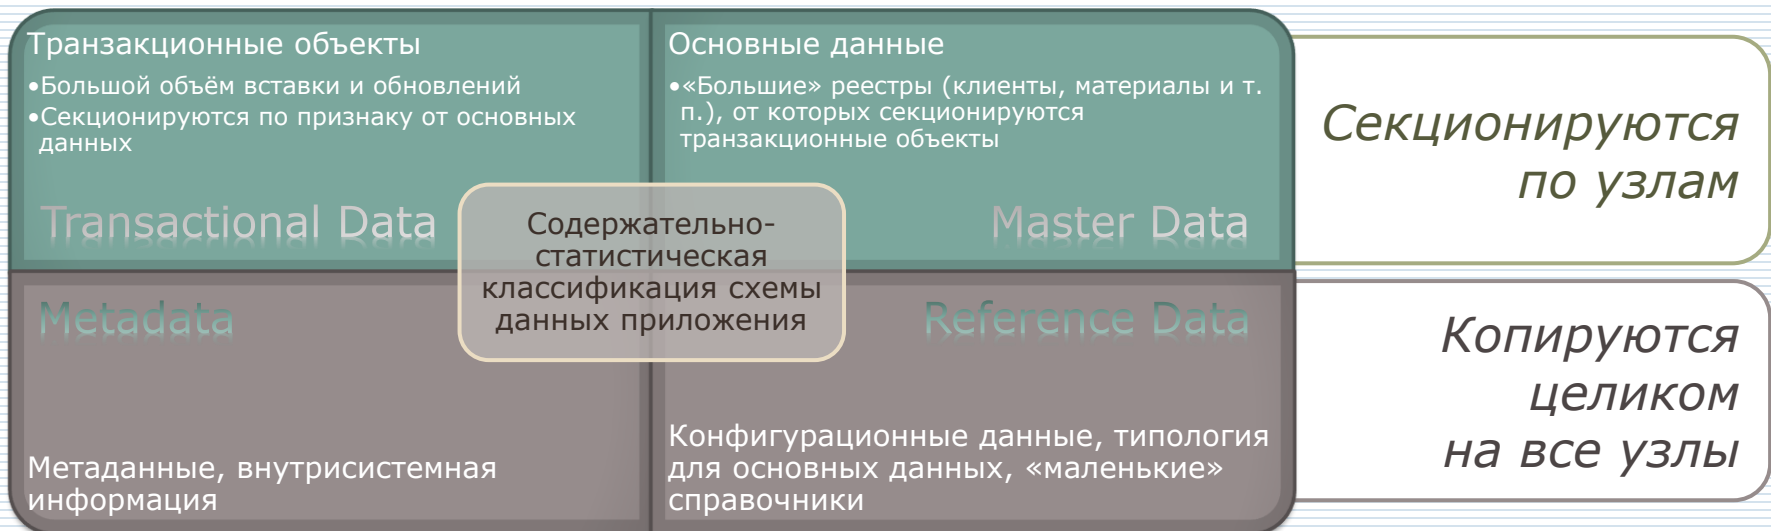 Транзакционные объекты
•Большой объём вставки и обновлений
•Секционируются по признаку от основных
данных
Transactional Data
Основные данные
•«Большие» реестры (клиенты, материалы и т.
п.), от которых секционируются
транзакционные объекты
Master Data
Секционируются
по узлам
Содержательно-
статистическая
классификация схемы
данных приложения
Metadata
Метаданные, внутрисистемная
информация
Reference Data
Конфигурационные данные, типология
для основных данных, «маленькие»
справочники
Копируются
целиком
на все узлы